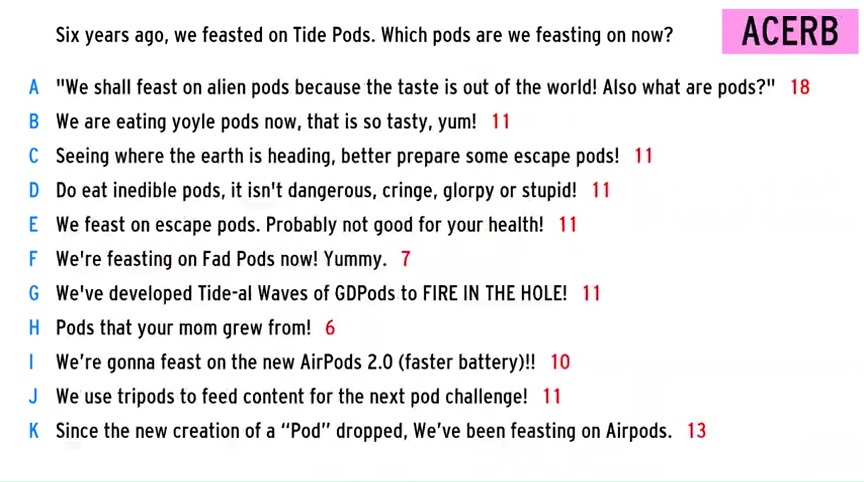 Six years ago, we feasted on Tide Pods. Which pods are we feasting on now?
ACERB
A "We shall feast on alien pods because the taste is out of the world! Also what are pods?" 18
B We are eating yoyle pods now, that is so tasty, yum! 11
C Seeing where the earth is heading, better prepare some escape pods! 11
D Do eat inedible pods, it isn't dangerous, cringe, glorpy or stupid! 11
E We feast on escape pods. Probably not good for your health! 11
F We're feasting on Fad Pods now! Yummy. 7
G We've developed Tide-al Waves of GDPods to FIRE IN THE HOLE! 11
H Pods that your mom grew from! 6
I We’re gonna feast on the new AirPods 2.0 (faster battery)!! 10
J We use tripods to feed content for the next pod challenge! 11
K Since the new creation of a “Pod” dropped, We’ve been feasting on Airpods. 13